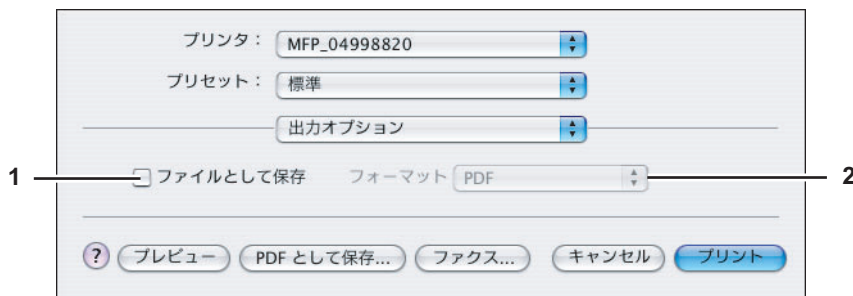 プリンタ： MFP_04998820
プリセット： 標準
出力オプション
1 ファイルとして保存 フォーマット PDF 2
? プレビュー PDF として保存... ファクス... キャンセル プリント